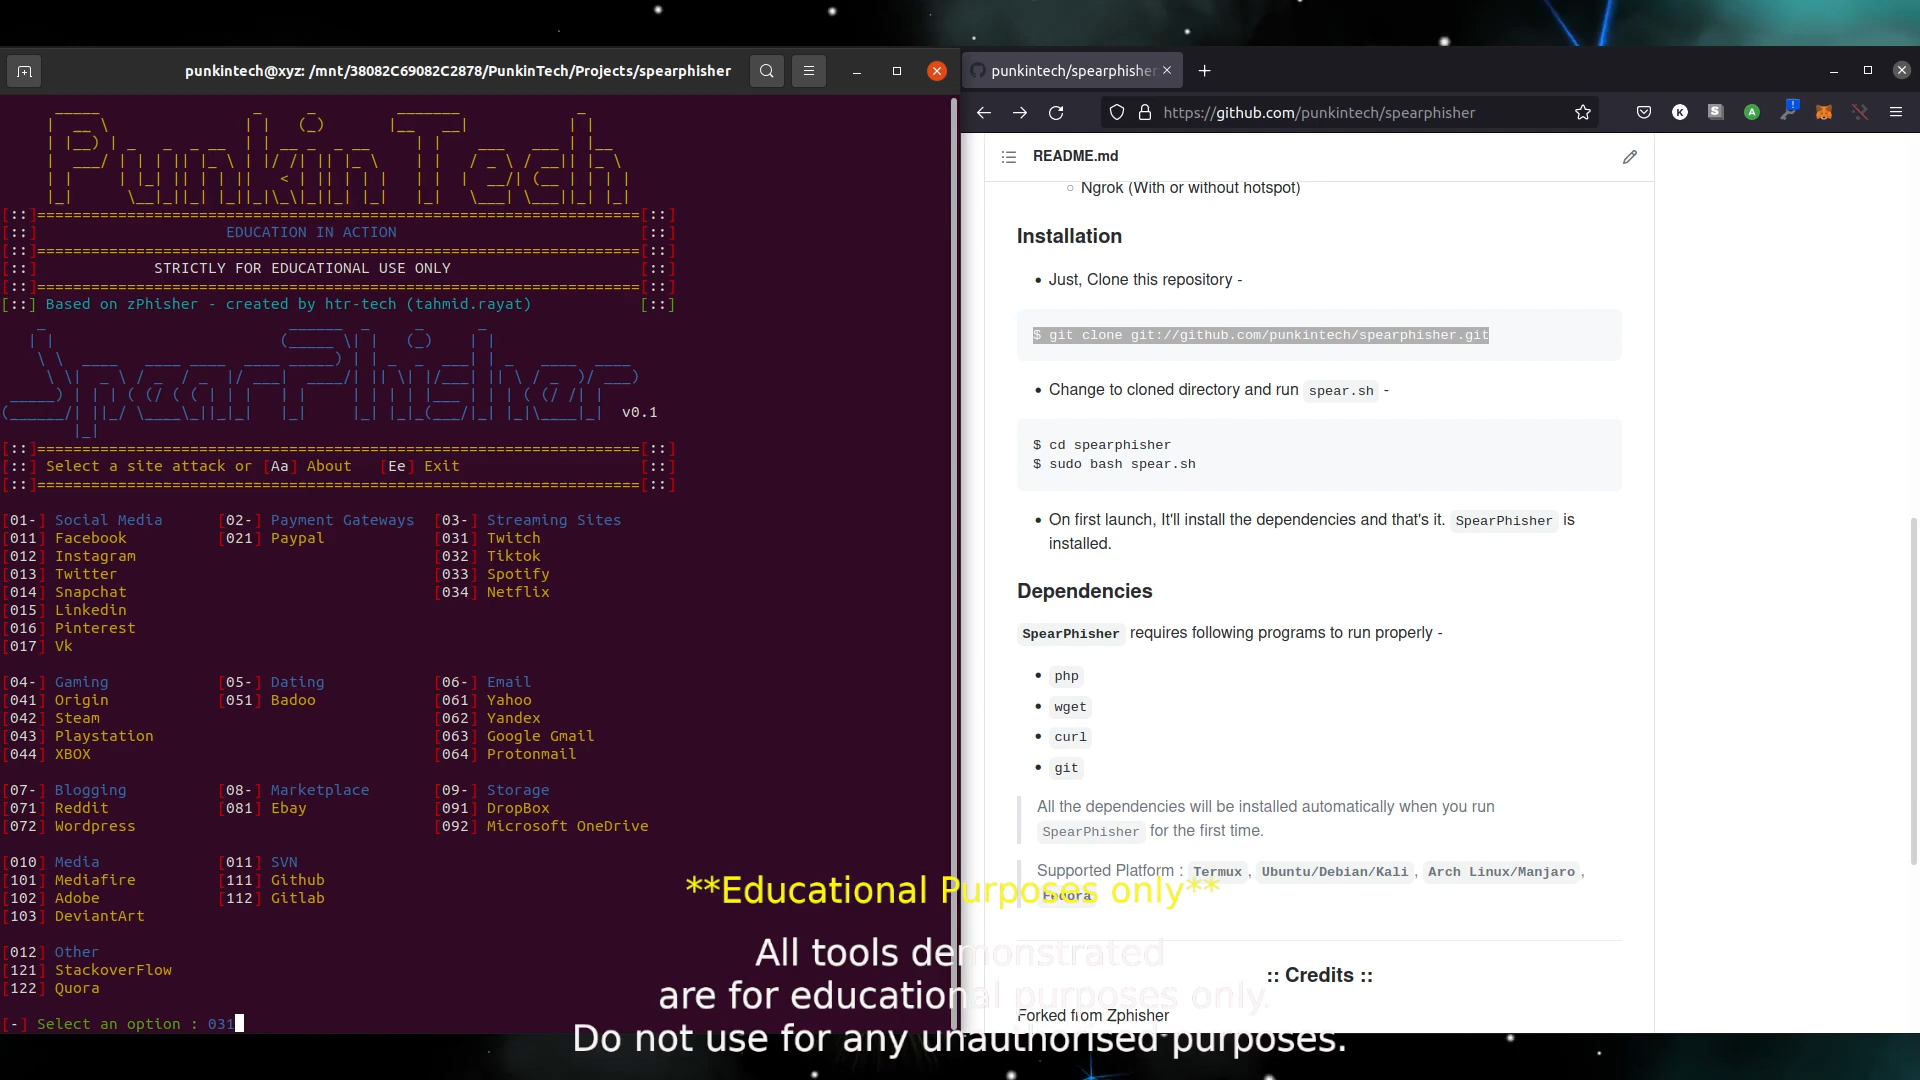 punkintech@xyz: /mnt/38082C69082C2878/PunkinTech/Projects/spearphisher
Punkin Tech
[::]===================================================================[::]
[::] EDUCATION IN ACTION [::]
[::]===================================================================[::]
[::] STRICTLY FOR EDUCATIONAL USE ONLY [::]
[::]===================================================================[::]
[::] Based on zPhisher - created by htr-tech (tahmid.rayat) [::]
SpearPhisher v0.1
[::]===================================================================[::]
[::] Select a site attack or [Aa] About [Ee] Exit [::]
[::]===================================================================[::]
[01-] Social Media [02-] Payment Gateways [03-] Streaming Sites
[011] Facebook [021] Paypal [031] Twitch
[012] Instagram [032] Tiktok
[013] Twitter [033] Spotify
[014] Snapchat [034] Netflix
[015] Linkedin
[016] Pinterest
[017] Vk
[04-] Gaming [05-] Dating [06-] Email
[041] Origin [051] Badoo [061] Yahoo
[042] Steam [062] Yandex
[043] Playstation [063] Google Gmail
[044] XBOX [064] Protonmail
[07-] Blogging [08-] Marketplace [09-] Storage
[071] Reddit [081] Ebay [091] DropBox
[072] Wordpress [092] Microsoft OneDrive
[010] Media [011] SVN
[101] Mediafire [111] Github
[102] Adobe [112] Gitlab
[103] DeviantArt
[012] Other
[121] StackoverFlow
[122] Quora
[-] Select an option : 031
punkintech/spearphisher
https://github.com/punkintech/spearphisher
README.md
Ngrok (With or without hotspot)
Installation
Just, Clone this repository -
$ git clone git://github.com/punkintech/spearphisher.git
Change to cloned directory and run spear.sh -
$ cd spearphisher
$ sudo bash spear.sh
On first launch, It'll install the dependencies and that's it. SpearPhisher is
installed.
Dependencies
SpearPhisher requires following programs to run properly -
php
wget
curl
git
All the dependencies will be installed automatically when you run
SpearPhisher for the first time.
Supported Platform : Termux, Ubuntu/Debian/Kali, Arch Linux/Manjaro,
Fedora
:: Credits ::
Forked from Zphisher
**Educational Purposes only**
All tools demonstrated
are for educational purposes only.
Do not use for any unauthorised purposes.